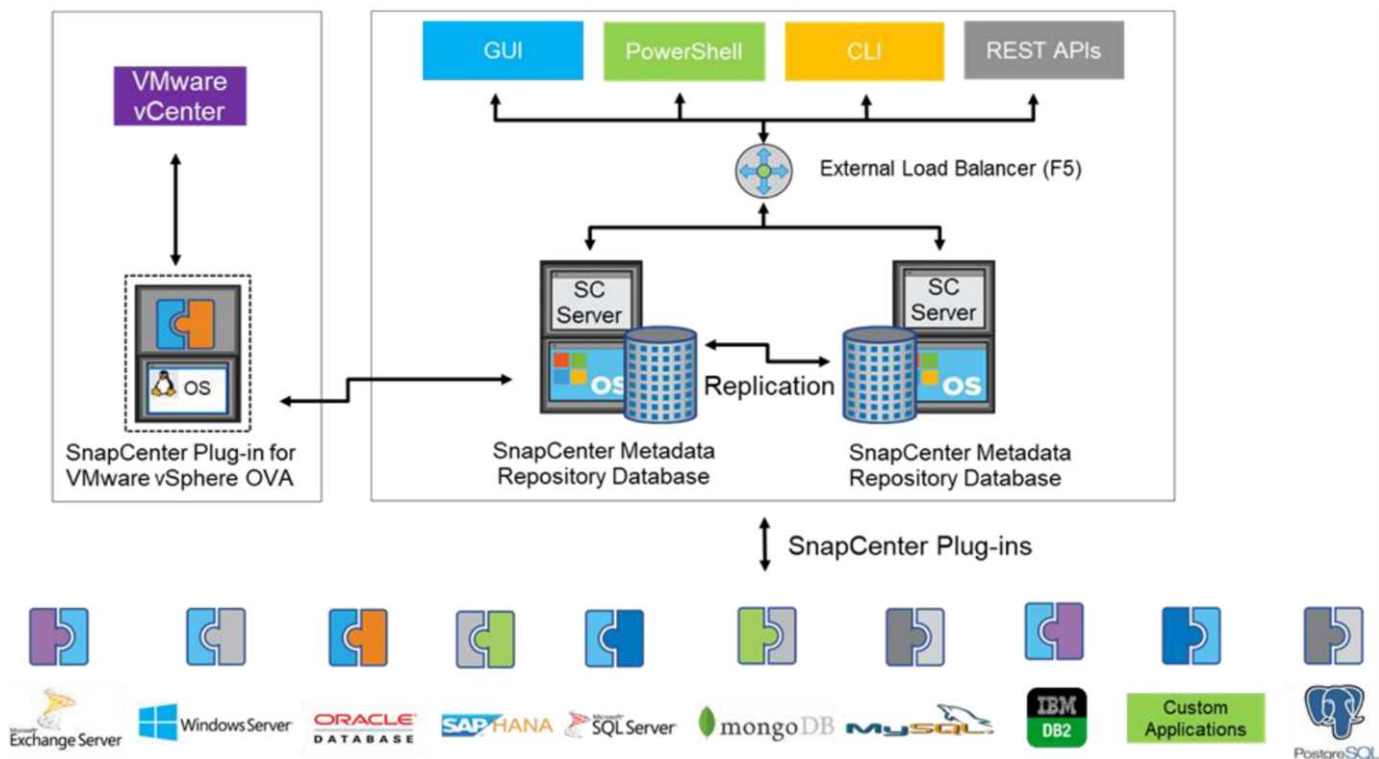 GUI
PowerShell
CLI
REST APIs
VMware
vCenter
External Load Balancer (F5)
SC
Server
SC
Server
OS
OS
OS
Replication
SnapCenter Plug-in for
VMware vSphere OVA
SnapCenter Metadata
Repository Database
SnapCenter Metadata
Repository Database
SnapCenter Plug-ins
Microsoft
Exchange Server
Windows Server
ORACLE
DATABASE
SAP HANA
Microsoft
SQL Server
mongoDB
MySQL
IBM
DB2
Custom
Applications
PostgreSQL